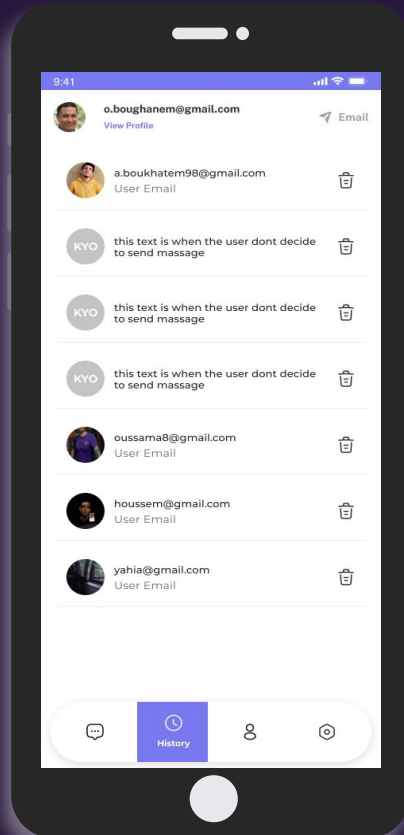 9:41
o.boughanem@gmail.com
View Profile
Email
a.boukhatem98@gmail.com
User Email
KYO
this text is when the user dont decide
to send massage
KYO
this text is when the user dont decide
to send massage
KYO
this text is when the user dont decide
to send massage
oussama8@gmail.com
User Email
houssem@gmail.com
User Email
yahia@gmail.com
User Email
History